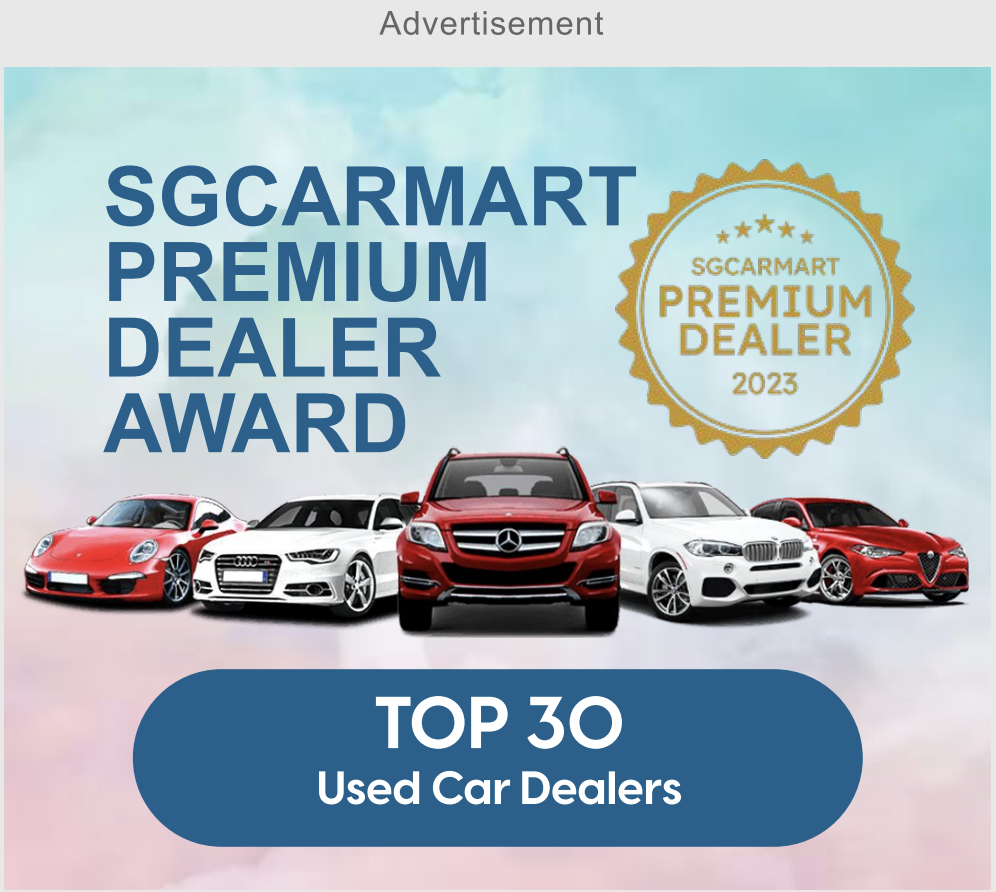 Advertisement
SGCARMART
PREMIUM
DEALER
AWARD
SGCARMART
PREMIUM
DEALER
2023
TOP 30
Used Car Dealers